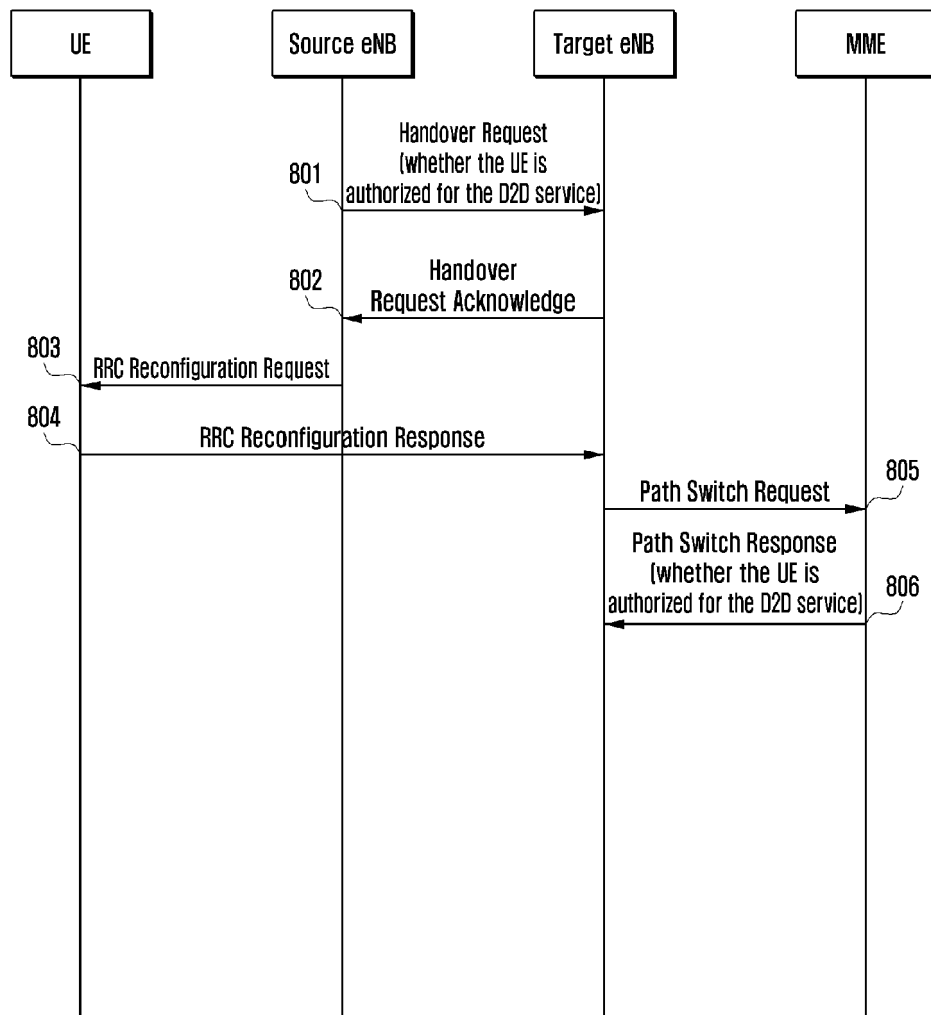 UE
Source eNB
Target eNB
MME
Handover Request
(whether the UE is
authorized for the D2D service)
801
Handover
Request Acknowledge
802
803
RRC Reconfiguration Request
804
RRC Reconfiguration Response
Path Switch Request
805
Path Switch Response
(whether the UE is
authorized for the D2D service)
806